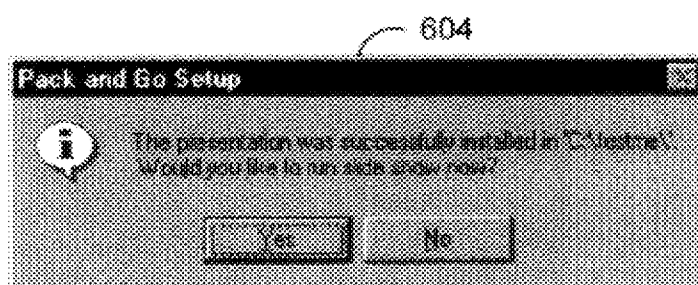 604
Pack and Go Setup
The presentation was successfully installed in 'C:\testme\'.
Would you like to run slide show now?
Yes No